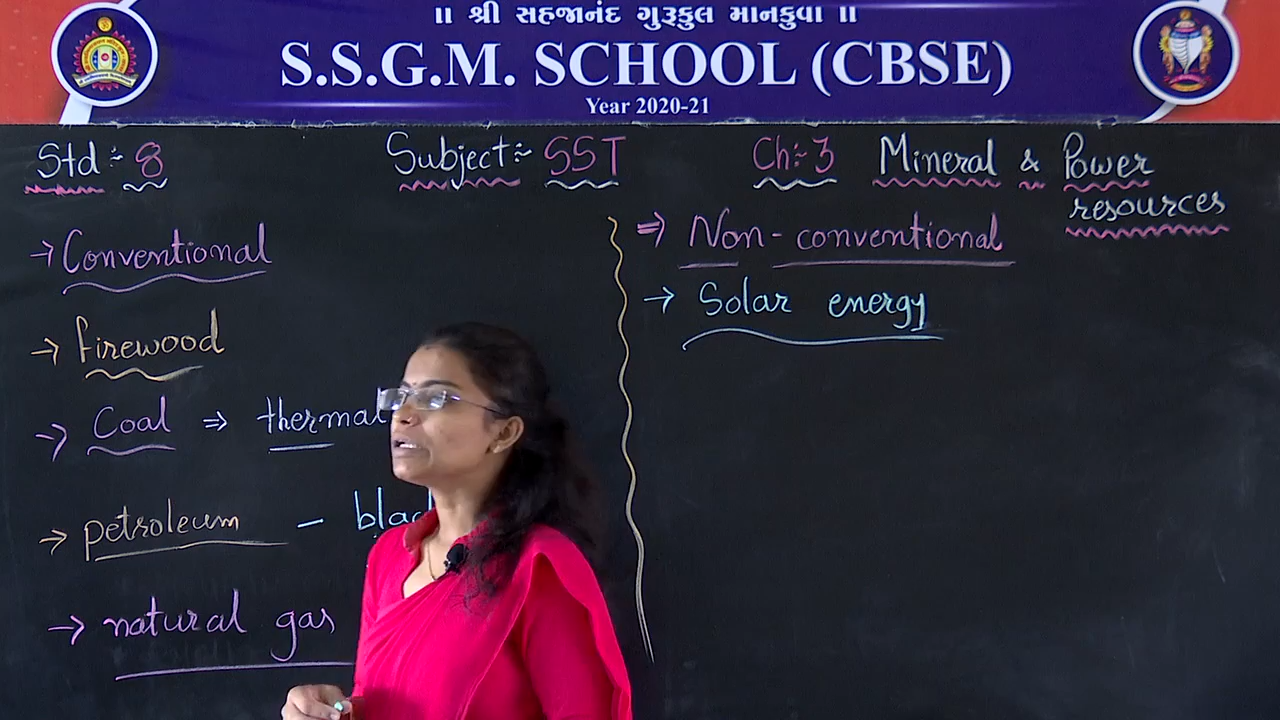 ॥ શ્રી સહજાનંદ ગુરૂકુલ માનકુવા ॥
S.S.G.M. SCHOOL (CBSE)
Year 2020-21
Std :- 8 Subject :- SST Ch :- 3 Mineral & Power
resources
→ Conventional
→ firewood
→ Coal ⇒ thermal
→ petroleum –
→ natural gas
⇒ Non-conventional
→ Solar energy